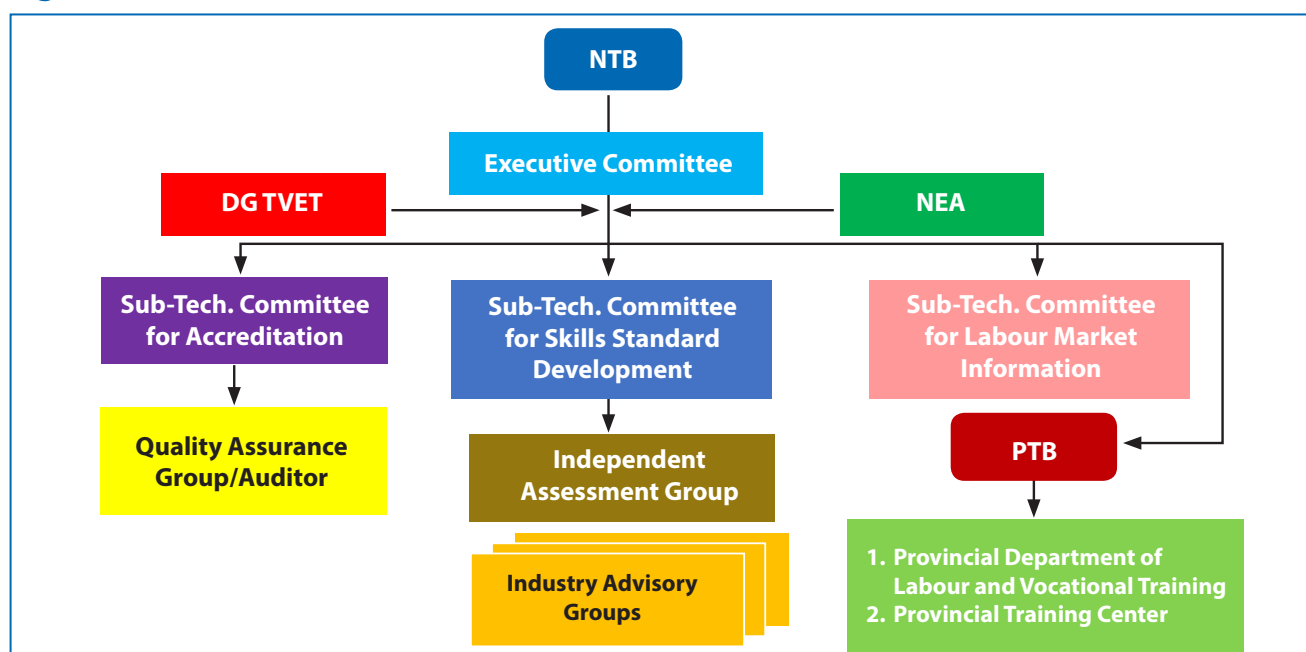 NTB
Executive Committee
DG TVET
NEA
Sub-Tech. Committee
for Accreditation
Sub-Tech. Committee
for Skills Standard
Development
Sub-Tech. Committee
for Labour Market
Information
Quality Assurance
Group/Auditor
Independent
Assessment Group
PTB
Industry Advisory
Groups
1. Provincial Department of
Labour and Vocational Training
2. Provincial Training Center